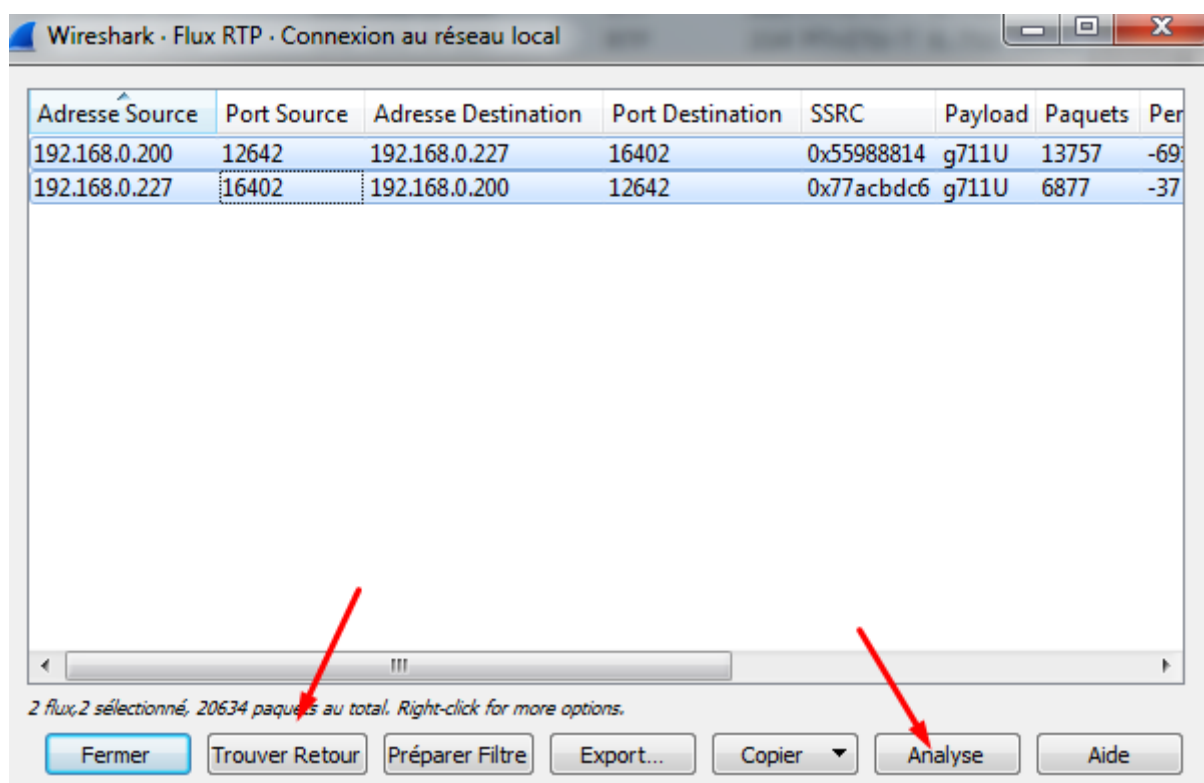 Wireshark · Flux RTP · Connexion au réseau local
Adresse Source Port Source Adresse Destination Port Destination SSRC Payload Paquets Per
192.168.0.200 12642 192.168.0.227 16402 0x55988814 g711U 13757 -69
192.168.0.227 16402 192.168.0.200 12642 0x77acbdc6 g711U 6877 -37
2 flux,2 sélectionné, 20634 paquets au total. Right-click for more options.
Fermer Trouver Retour Préparer Filtre Export... Copier Analyse Aide